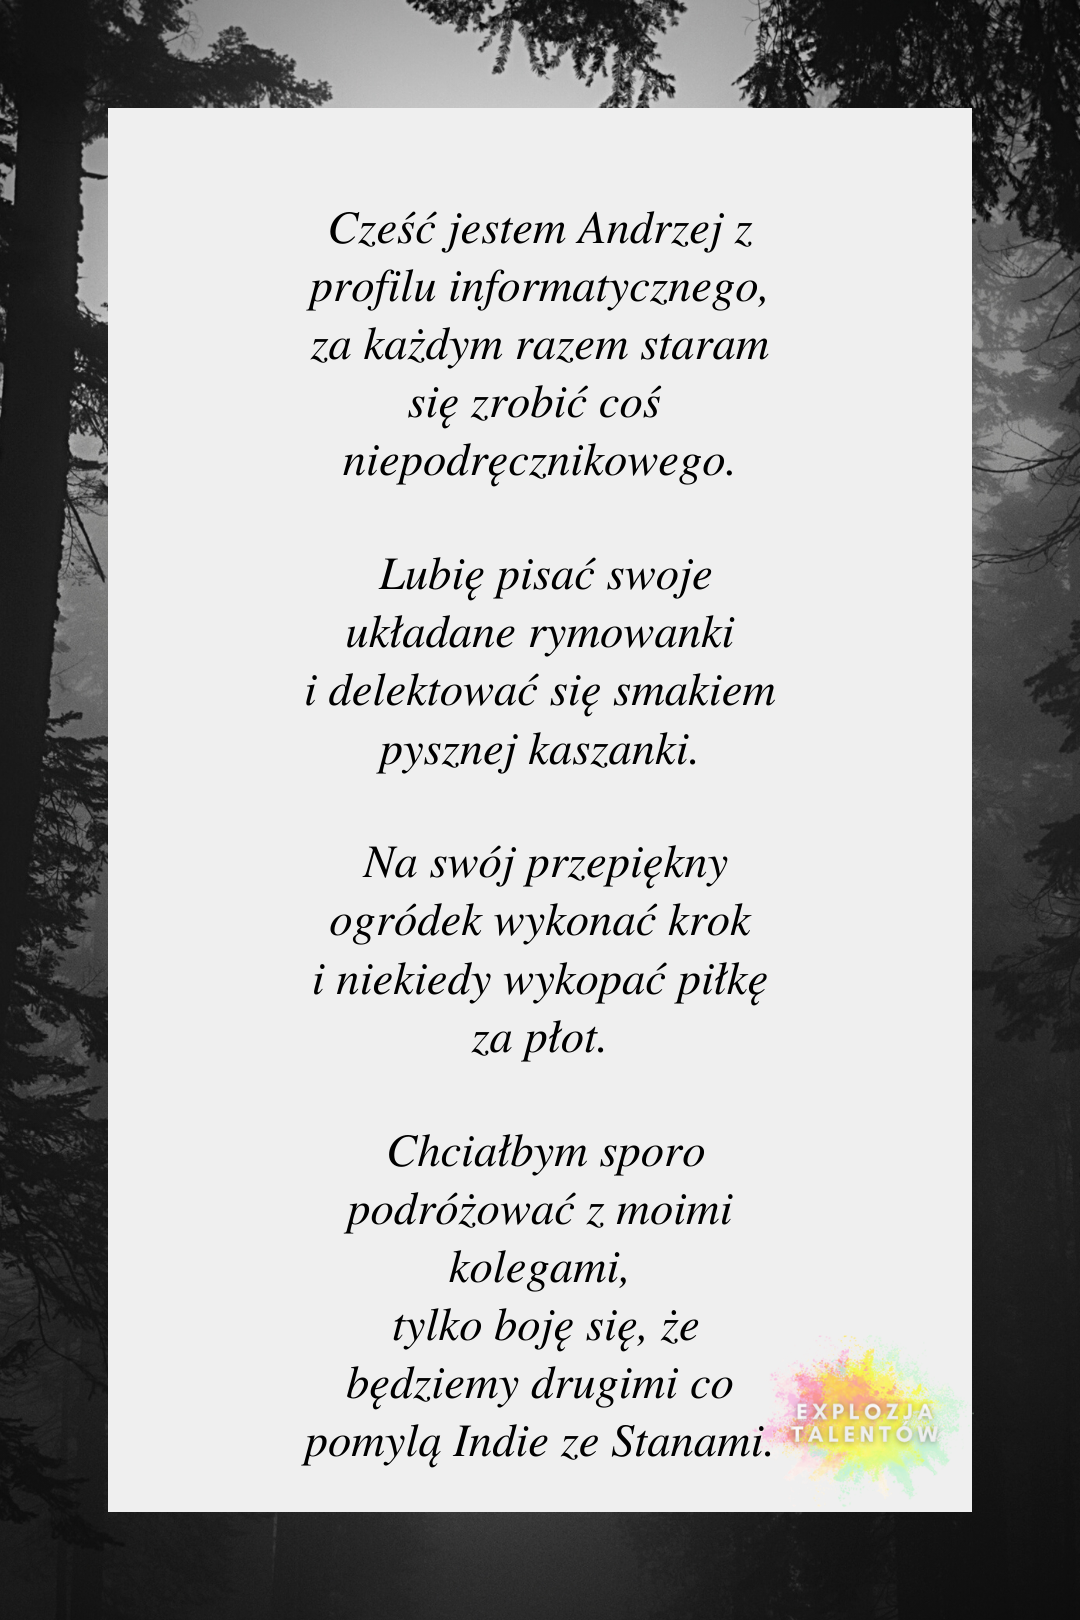 Cześć jestem Andrzej z
profilu informatycznego,
za każdym razem staram
się zrobić coś
niepodręcznikowego.
Lubię pisać swoje
układane rymowanki
i delektować się smakiem
pysznej kaszanki.
Na swój przepiękny
ogródek wykonać krok
i niekiedy wykopać piłkę
za płot.
Chciałbym sporo
podróżować z moimi
kolegami,
tylko boję się, że
będziemy drugimi co
pomylą Indie ze Stanami.
EXPLOZJA
TALENTÓW